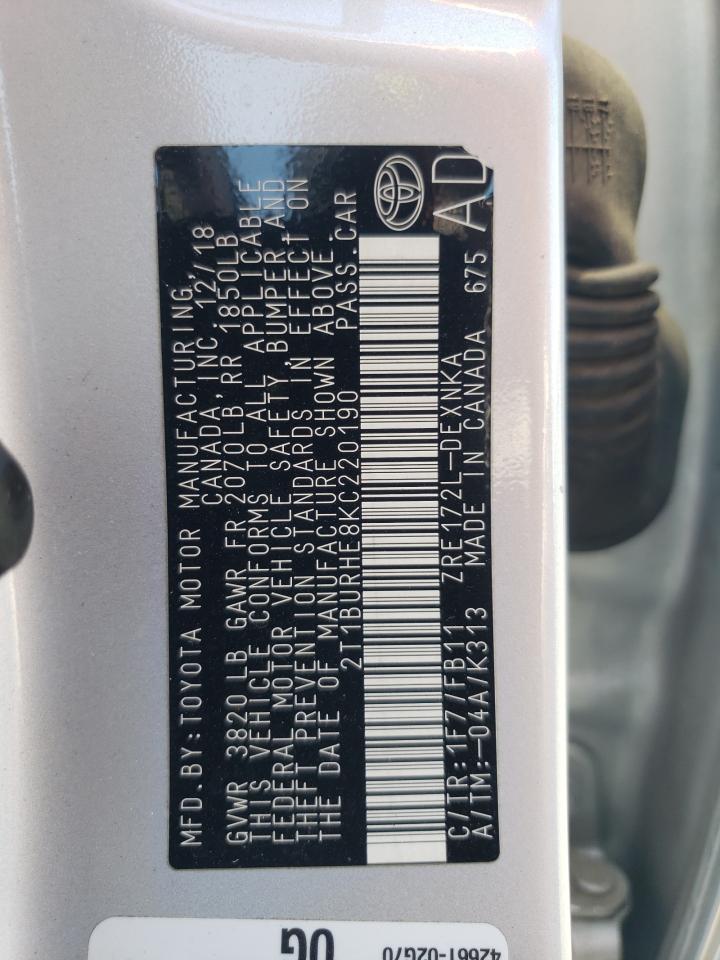 MFD.BY:TOYOTA MOTOR MANUFACTURING,
CANADA,INC. 12/18
GVWR 3820 LB GAWR FR 2070LB RR 1850LB
THIS VEHICLE CONFORMS TO ALL APPLICABLE
FEDERAL MOTOR VEHICLE SAFETY, BUMPER,AND
THEFT PREVENTION STANDARDS IN EFFECT ON
THE DATE OF MANUFACTURE SHOWN ABOVE.
2T1BURHE8KC220190 PASS.CAR
C/TR:1F7/FB11 ZRE172L-DEXNKA
A/TM:-04A/K313 MADE IN CANADA 675
AD
42661-02G70